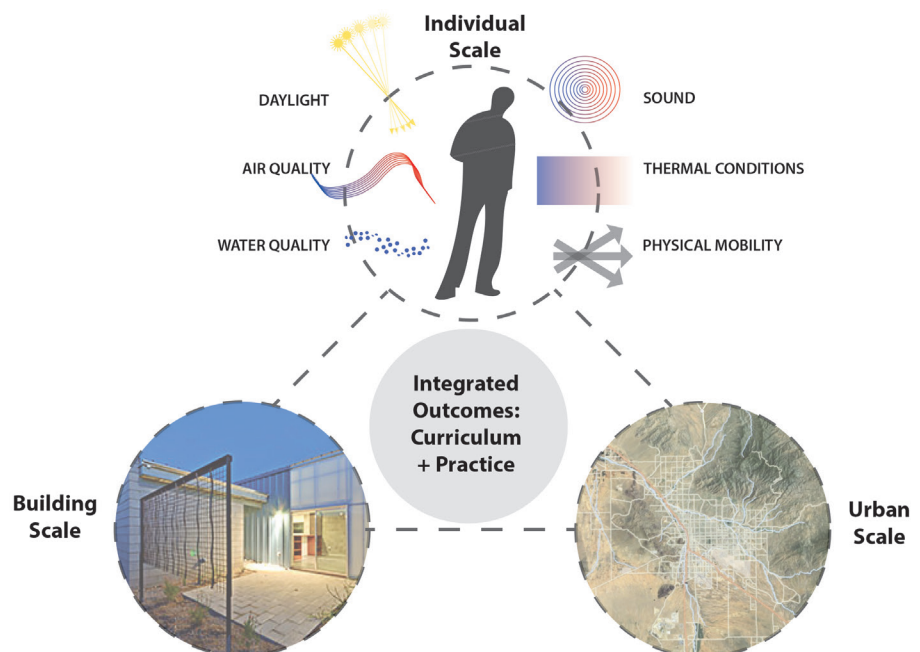 Individual
Scale
DAYLIGHT
SOUND
AIR QUALITY
THERMAL CONDITIONS
WATER QUALITY
PHYSICAL MOBILITY
Integrated
Outcomes:
Curriculum
+ Practice
Building
Scale
Urban
Scale